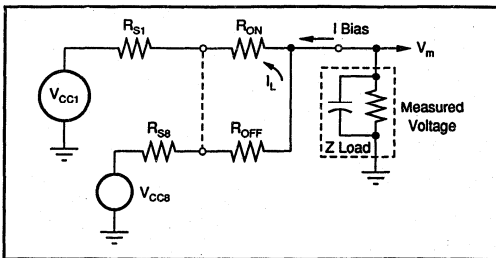 RS1
RON
I Bias
Vm
IL
VCC1
Measured
Voltage
RS8
ROFF
Z Load
VCC8